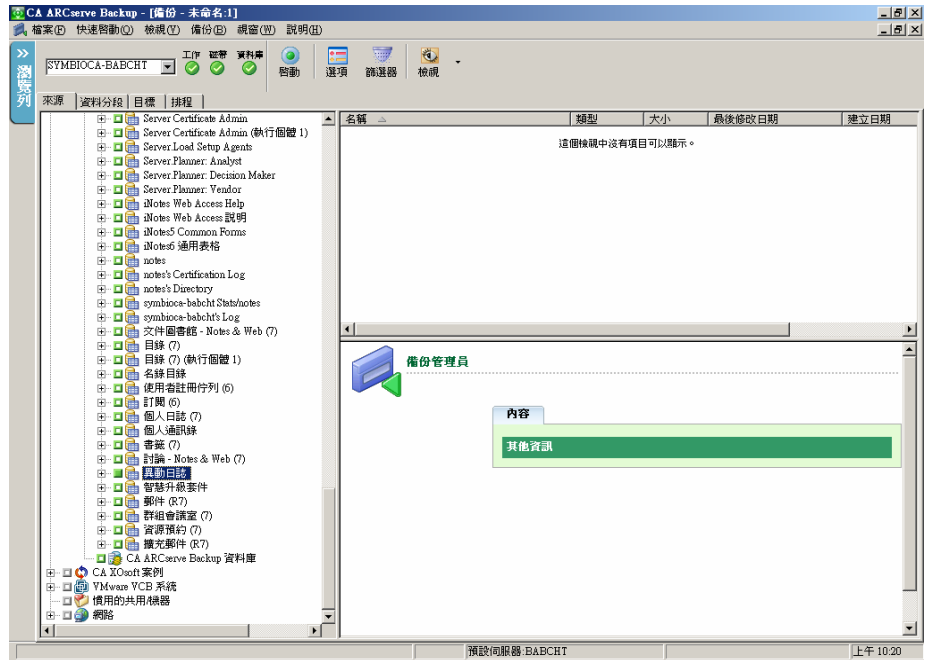 CA ARCserve Backup - [備份 - 未命名:1]
檔案(F) 快速啓動(Q) 檢視(Y) 備份(B) 視窗(W) 説明(H)
»
瀏覽列
SYMBIOCA-BABCHT
工作 磁帶 資料庫
啓動 選項 篩選器 檢視
來源 資料分段 目標 排程
Server Certificate Admin
Server Certificate Admin (執行個體 1)
Server.Load Setup Agents
Server.Planner: Analyst
Server.Planner: Decision Maker
Server.Planner: Vendor
iNotes Web Access Help
iNotes Web Access 説明
iNotes5 Common Forms
iNotes6 通用表格
notes
notes's Certification Log
notes's Directory
symbioca-babcht Stats/notes
symbioca-babcht's Log
文件圖書館 - Notes & Web (7)
目錄 (7)
目錄 (7) (執行個體 1)
名錄目錄
使用者註冊佇列 (6)
訂閱 (6)
個人日誌 (7)
個人通訊錄
書籤 (7)
討論 - Notes & Web (7)
異動日誌
智慧升級套件
郵件 (R7)
群組會議室 (7)
資源預約 (7)
擴充郵件 (R7)
CA ARCserve Backup 資料庫
CA XOsoft 案例
VMware VCB 系統
慣用的共用/機器
網路
名稱 類型 大小 最後修改日期 建立日期
這個檢視中沒有項目可以顯示。
備份管理員
內容
其他資訊
預設伺服器:BABCHT
上午 10:20